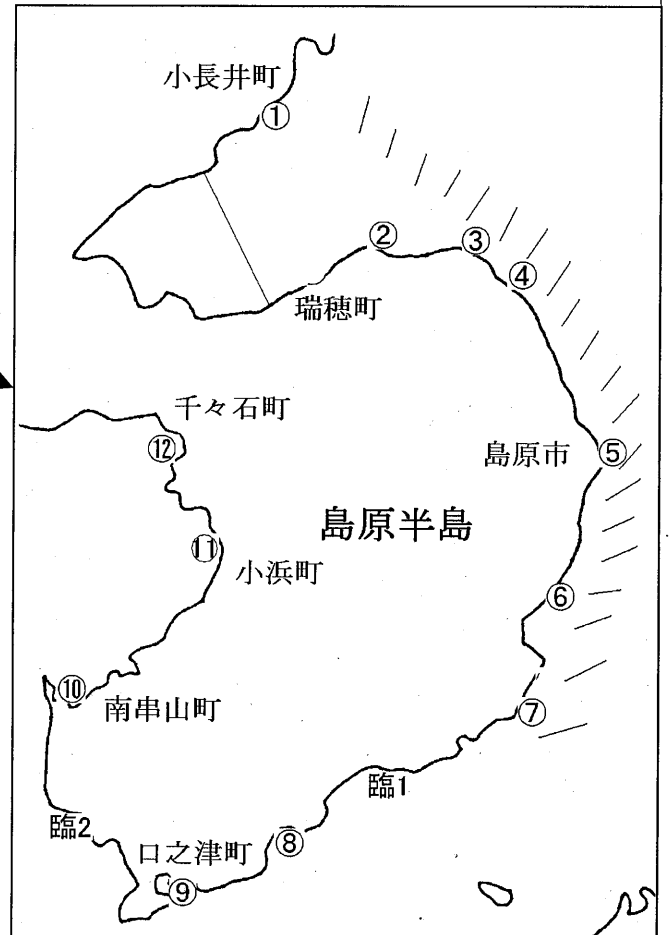 小長井町
①
②
③
④
瑞穂町
千々石町
⑫
島原市
⑤
島原半島
⑪
小浜町
⑥
⑩
南串山町
⑦
臨1
臨2
口之津町
⑧
⑨